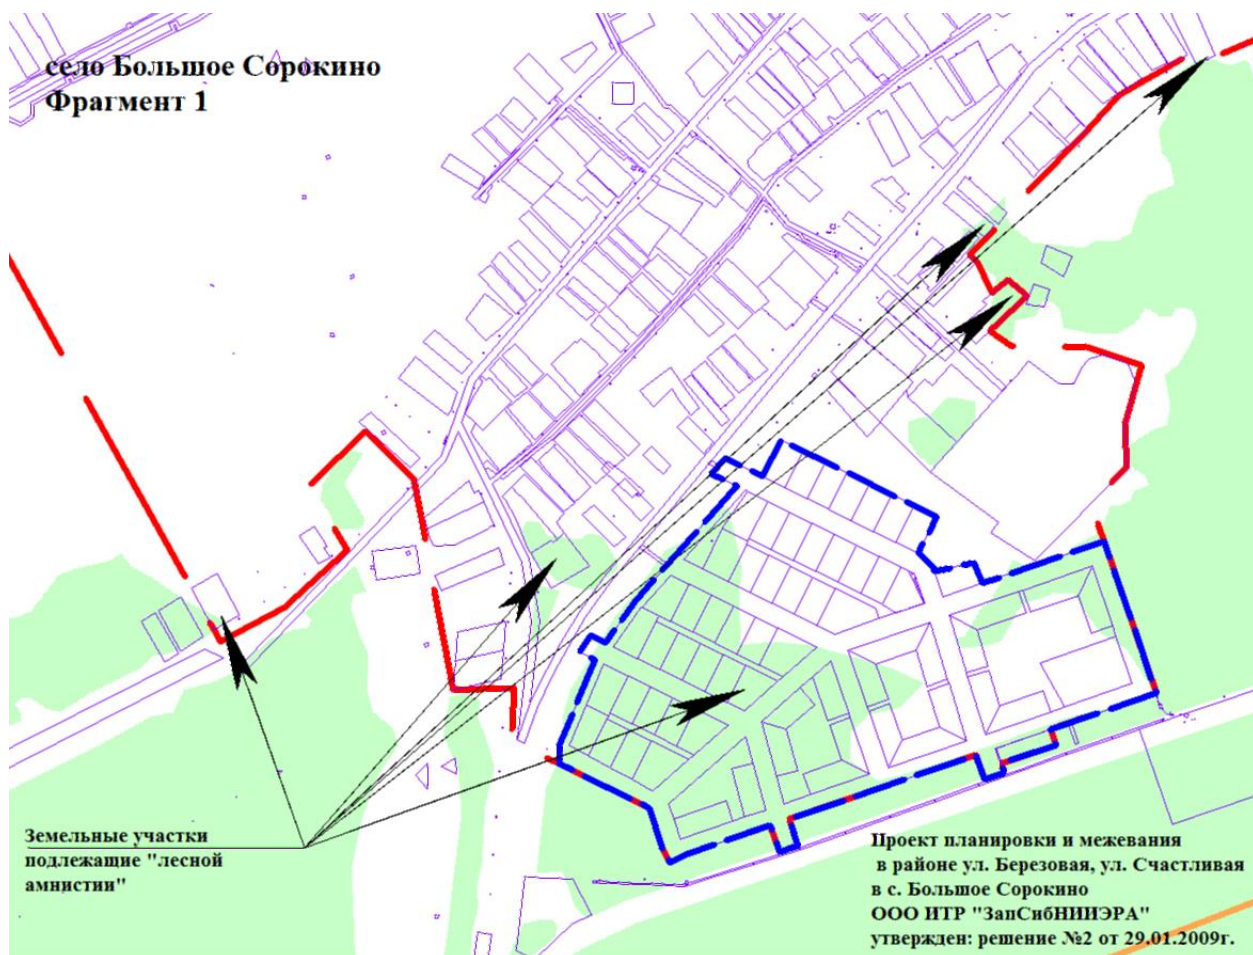 село Большое Сорокино
Фрагмент 1
Земельные участки
подлежащие "лесной
амнистии"
Проект планировки и межевания
в районе ул. Березовая, ул. Счастливая
в с. Большое Сорокино
ООО ИТР "ЗапСибНИИЭРА"
утвержден: решение №2 от 29.01.2009г.